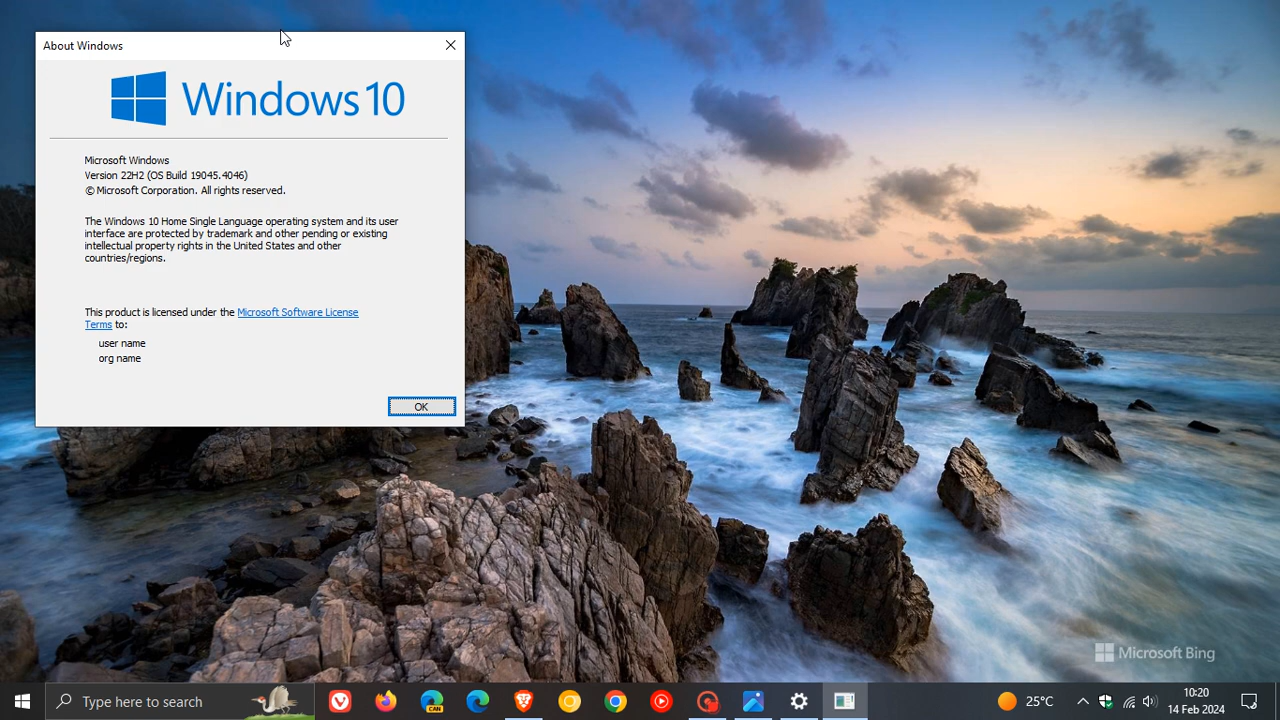 About Windows
Windows 10
Microsoft Windows
Version 22H2 (OS Build 19045.4046)
© Microsoft Corporation. All rights reserved.
The Windows 10 Home Single Language operating system and its user
interface are protected by trademark and other pending or existing
intellectual property rights in the United States and other
countries/regions.
This product is licensed under the Microsoft Software License
Terms to:
user name
org name
OK
Microsoft Bing
Type here to search
CAN
25°C
10:20
14 Feb 2024